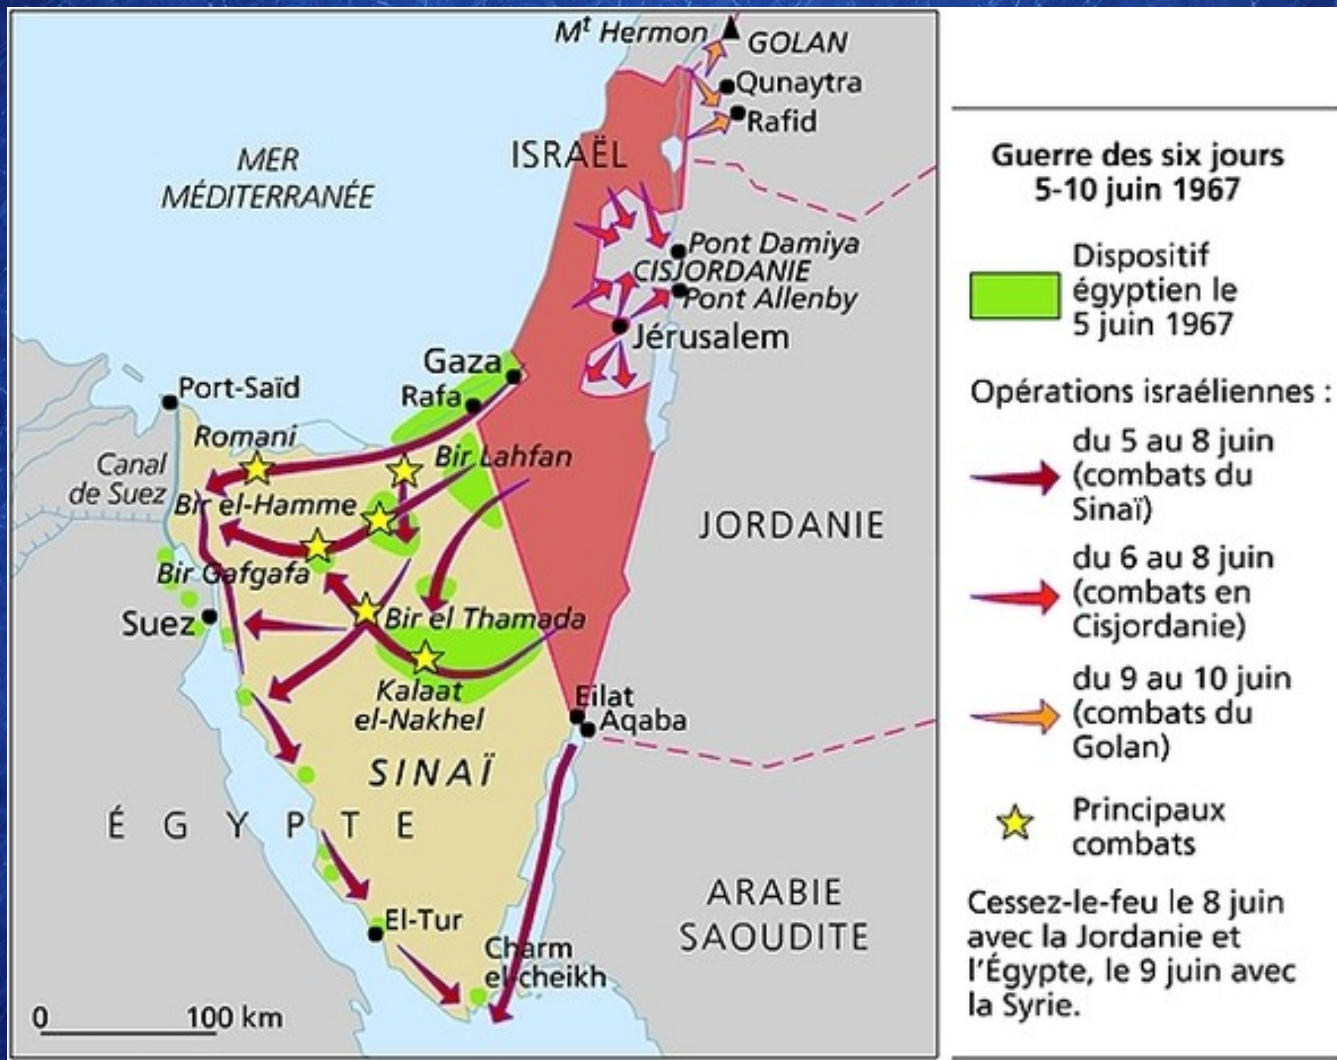 Mt Hermon
GOLAN
Qunaytra
Rafid
ISRAËL
MER
MÉDITERRANÉE
Pont Damiya
CISJORDANIE
Pont Allenby
Jérusalem
Gaza
Rafa
Port-Saïd
Romani
Bir Lahfan
Canal
de Suez
Bir el-Hamme
JORDANIE
Bir Gafgafa
Suez
Bir el Thamada
Kalaat
el-Nakhel
Eilat
Aqaba
SINAÏ
ÉGYPTE
ARABIE
SAOUDITE
El-Tur
Charm
el-cheikh
0 100 km
Guerre des six jours
5-10 juin 1967
Dispositif
égyptien le
5 juin 1967
Opérations israéliennes :
du 5 au 8 juin
(combats du
Sinaï)
du 6 au 8 juin
(combats en
Cisjordanie)
du 9 au 10 juin
(combats du
Golan)
Principaux
combats
Cessez-le-feu le 8 juin
avec la Jordanie et
l'Égypte, le 9 juin avec
la Syrie.